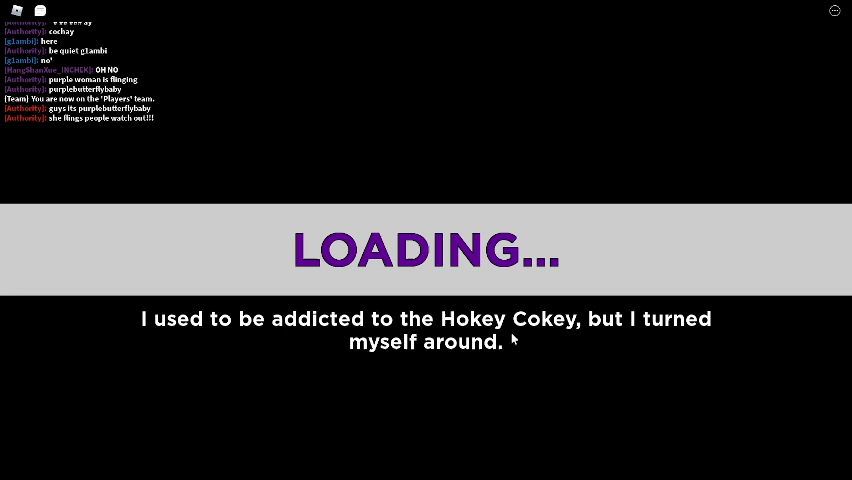 [Authority]: cochay
[g1ambi]: here
[Authority]: be quiet g1ambi
[g1ambi]: no'
[HangShanXue_INCHEK]: OH NO
[Authority]: purple woman is flinging
[Authority]: purplebutterflybaby
[Team] You are now on the 'Players' team.
[Authority]: guys its purplebutterflybaby
[Authority]: she flings people watch out!!!
LOADING...
I used to be addicted to the Hokey Cokey, but I turned
myself around.